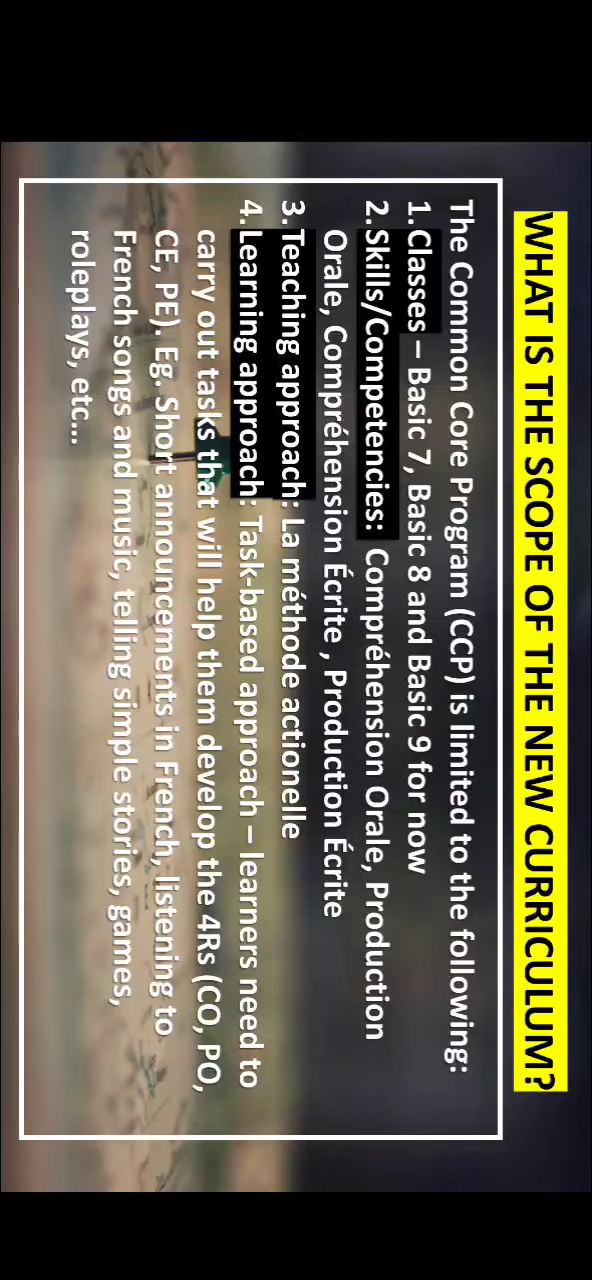 WHAT IS THE SCOPE OF THE NEW CURRICULUM?
The Common Core Program (CCP) is limited to the following:
1. Classes – Basic 7, Basic 8 and Basic 9 for now
2. Skills/Competencies: Compréhension Orale, Production
Orale, Compréhension Écrite , Production Écrite
3. Teaching approach: La méthode actionelle
4. Learning approach: Task-based approach – learners need to
carry out tasks that will help them develop the 4Rs (CO, PO,
CE, PE). Eg. Short announcements in French, listening to
French songs and music, telling simple stories, games,
roleplays, etc...